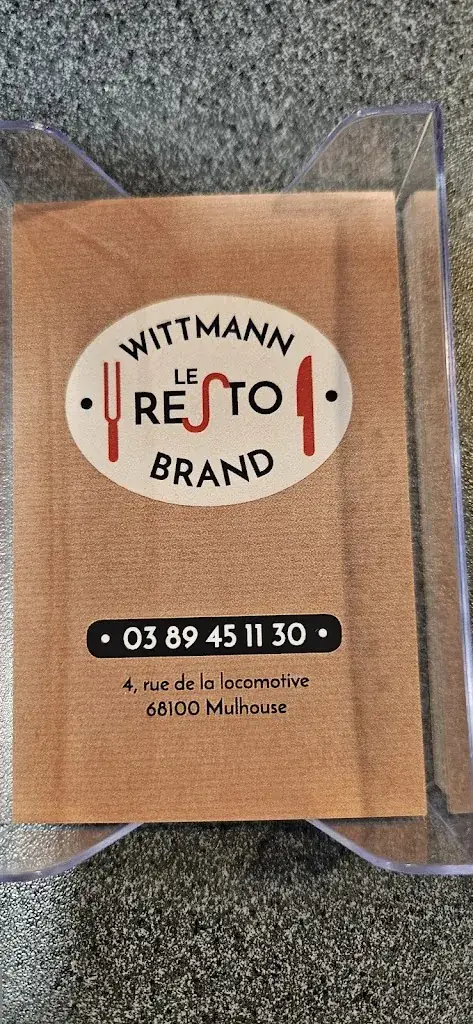 WITTMANN
LE
RESTO
BRAND
• 03 89 45 11 30 •
4, rue de la locomotive
68100 Mulhouse